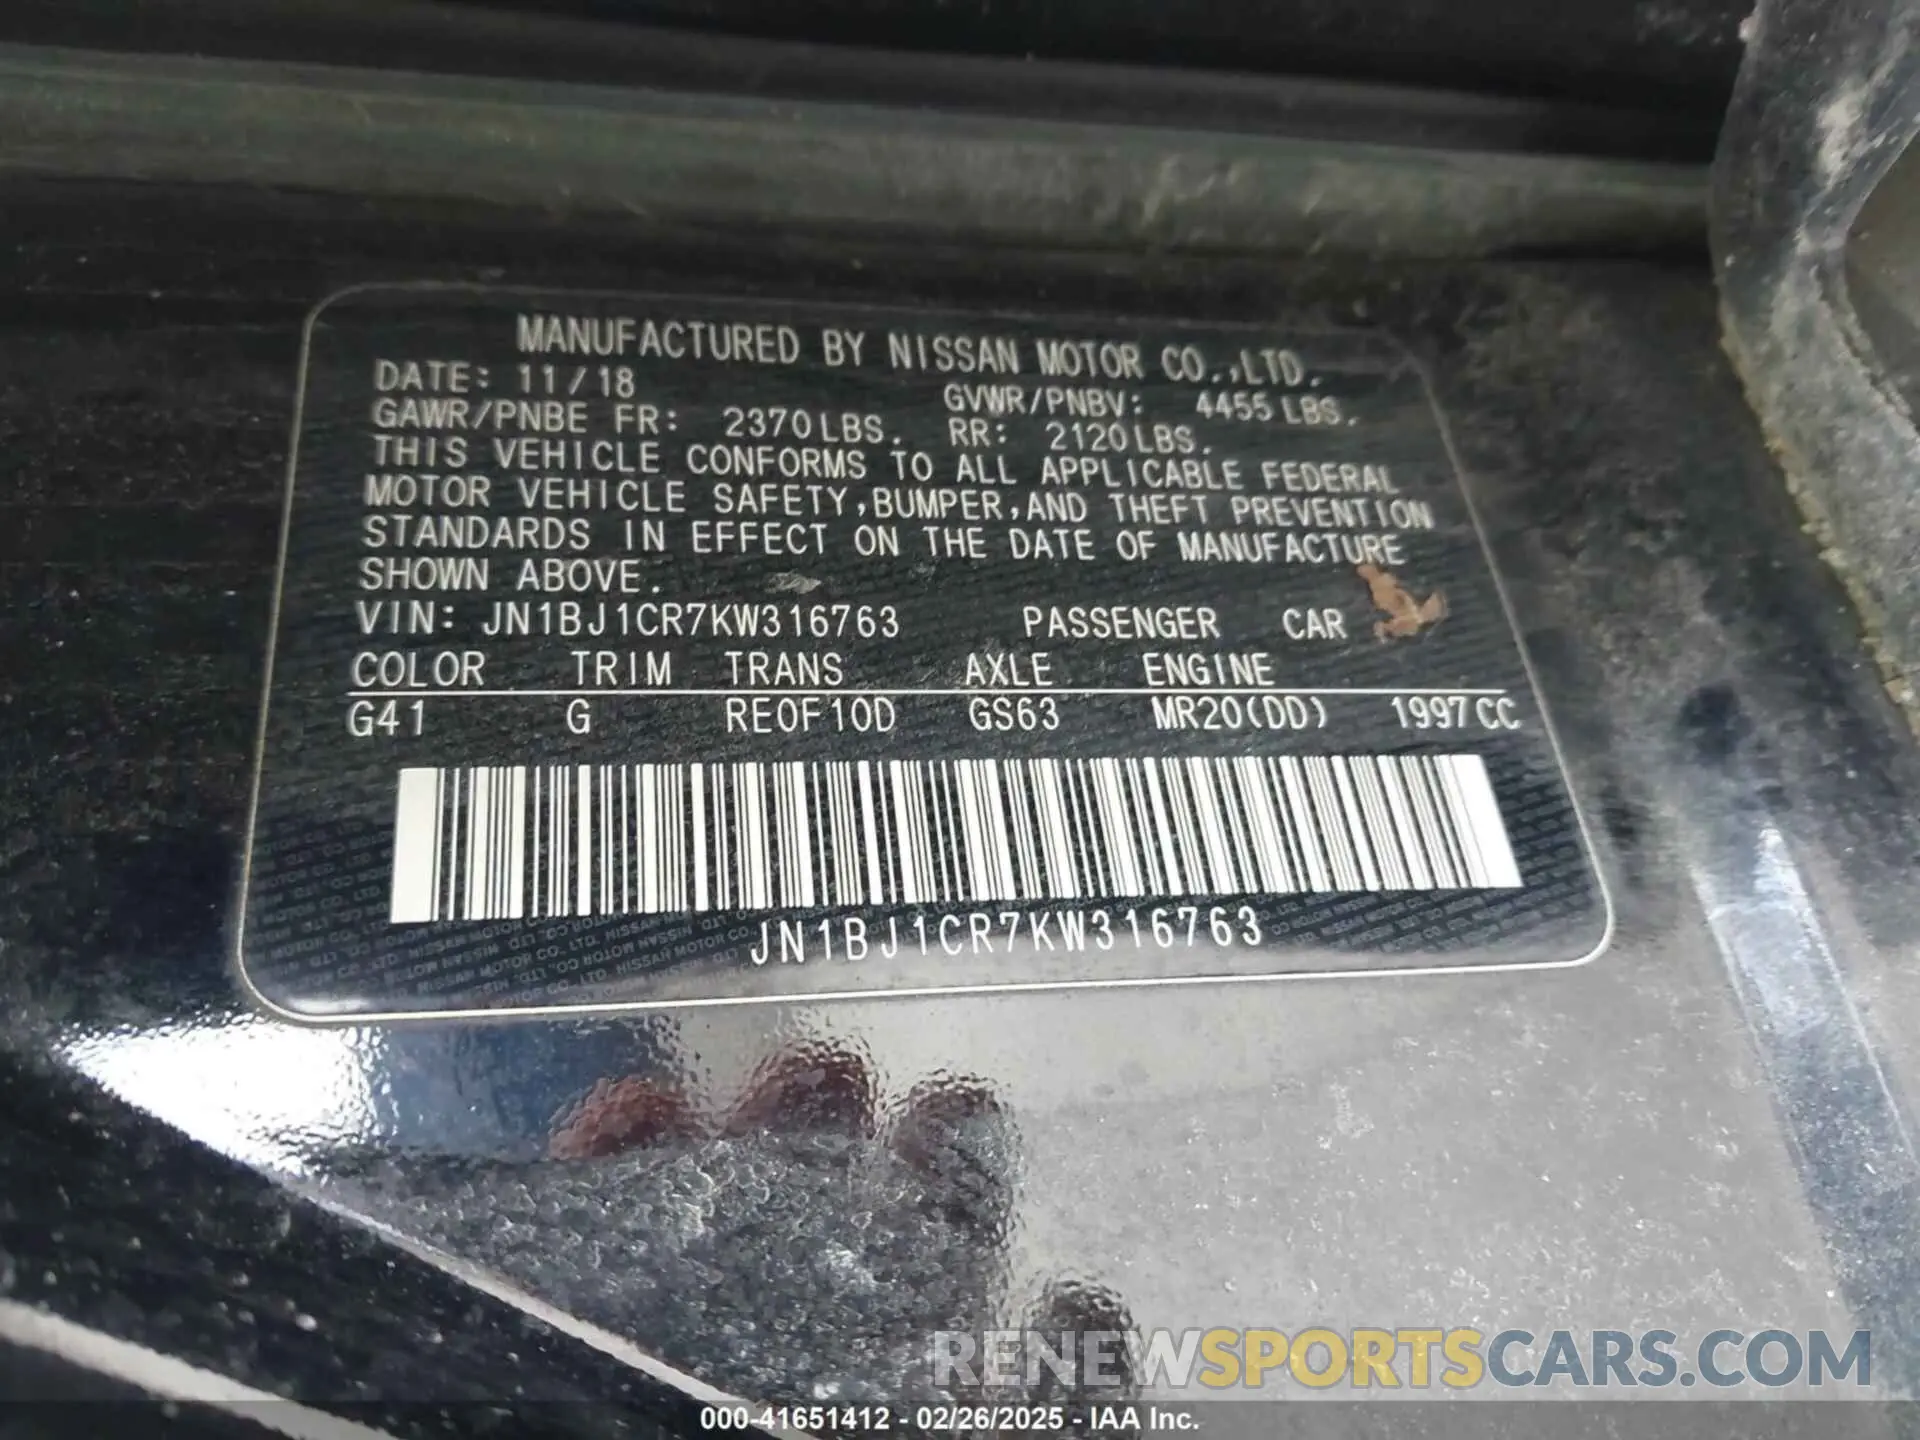 MANUFACTURED BY NISSAN MOTOR CO.,LTD.
DATE: 11/18 GVWR/PNBV: 4455 LBS.
GAWR/PNBE FR: 2370LBS. RR: 2120LBS.
THIS VEHICLE CONFORMS TO ALL APPLICABLE FEDERAL
MOTOR VEHICLE SAFETY,BUMPER,AND THEFT PREVENTION
STANDARDS IN EFFECT ON THE DATE OF MANUFACTURE
SHOWN ABOVE.
VIN: JN1BJ1CR7KW316763 PASSENGER CAR
COLOR TRIM TRANS AXLE ENGINE
G41 G RE0F10D GS63 MR20(DD) 1997CC
JN1BJ1CR7KW316763
RENEWSPORTSCARS.COM
000-41651412 - 02/26/2025 - IAA Inc.